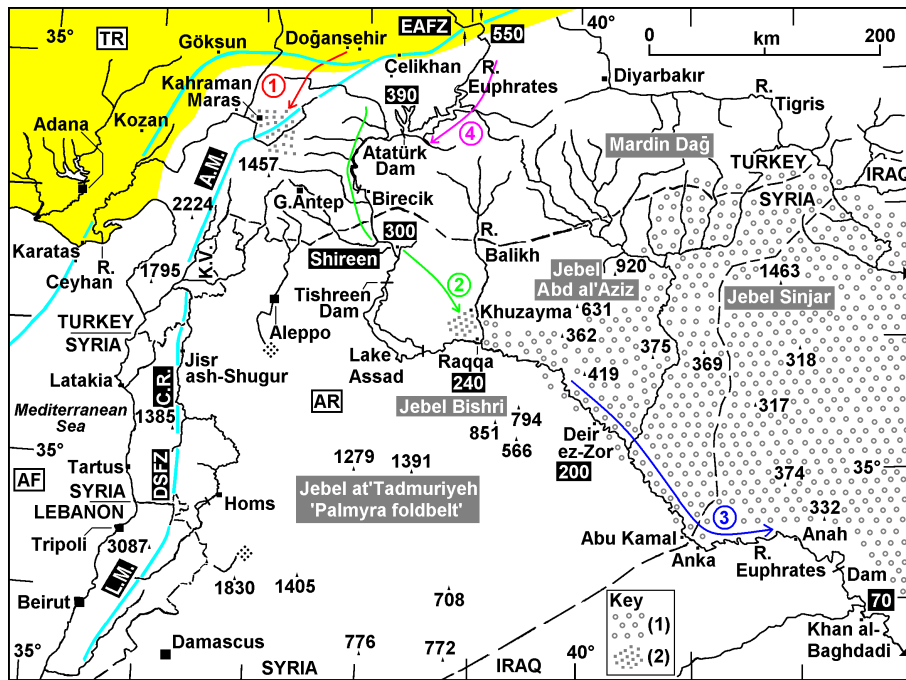 35°
TR
EAFZ
550
40°
0 km 200
Göksun
Doğanşehir
Çelikhan
R.
Euphrates
Diyarbakır
R.
Tigris
1
Kahraman
Maras
390
4
Adana
Kozan
Atatürk
Dam
Mardin Dağ
TURKEY
SYRIA
IRAQ
A.M.
1457
Birecik
G.Antep
2224
300
R.
Balikh
Karatas
Ceyhan
R.
K.V.
Shireen
1795
2
Jebel
Abd al'Aziz
920
1463
Jebel Sinjar
Tishreen
Dam
Khuzayma
631
TURKEY
SYRIA
Aleppo
362
375
369
318
Jisr
ash-Shugur
Lake
Assad
Raqqa
240
419
Latakia
C.R.
AR
Jebel Bishri
317
Mediterranean
Sea
1385
794
851
566
Deir
ez-Zor
200
35°
35°
AF
Tartus
SYRIA
LEBANON
DSFZ
Homs
1279
1391
Jebel at'Tadmuriyeh
'Palmyra foldbelt'
374
3
332
Tripoli
3087
Abu Kamal
Anah
Anka
R.
Euphrates
L.M.
1830
1405
708
Dam
70
Beirut
Key
(1)
(2)
Khan al-
Baghdadi
Damascus
776
772
35°
SYRIA
IRAQ
40°